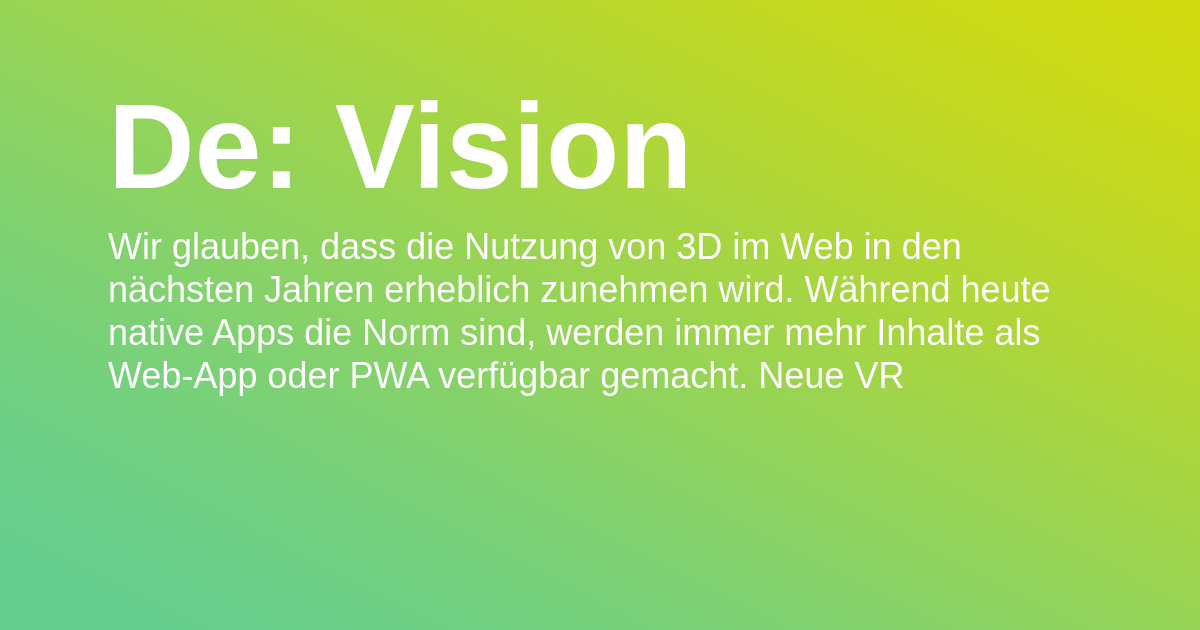 De: Vision
Wir glauben, dass die Nutzung von 3D im Web in den
nächsten Jahren erheblich zunehmen wird. Während heute
native Apps die Norm sind, werden immer mehr Inhalte als
Web-App oder PWA verfügbar gemacht. Neue VR